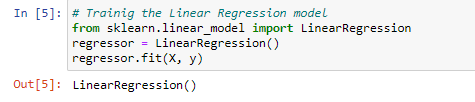 In [5]: # Trainig the Linear Regression model
from sklearn.linear_model import LinearRegression
regressor = LinearRegression()
regressor.fit(X, y)
Out[5]: LinearRegression()